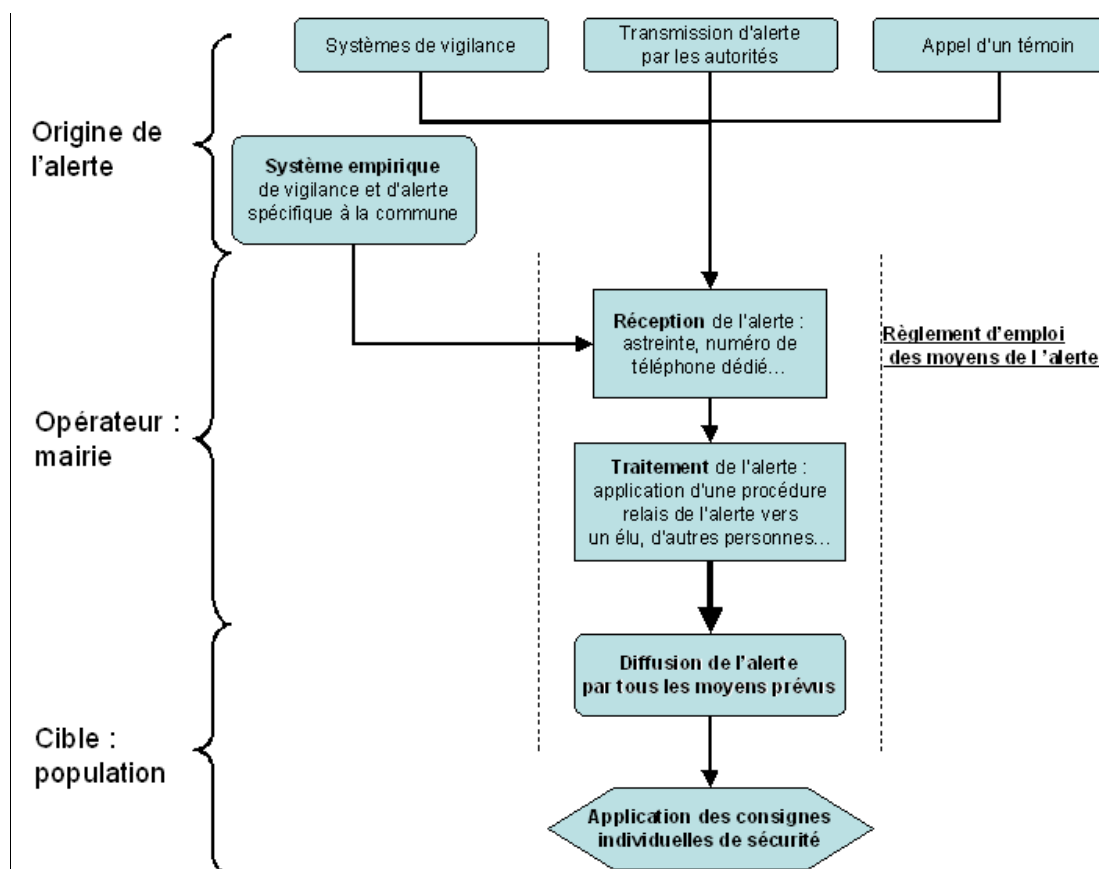 Systèmes de vigilance
Transmission d'alerte
par les autorités
Appel d'un témoin
Origine de
l'alerte
Système empirique
de vigilance et d'alerte
spécifique à la commune
Réception de l'alerte :
astreinte, numéro de
téléphone dédié...
Règlement d'emploi
des moyens de l 'alerte
Opérateur :
mairie
Traitement de l'alerte :
application d'une procédure
relais de l'alerte vers
un élu, d'autres personnes...
Diffusion de l'alerte
par tous les moyens prévus
Cible :
population
Application des consignes
individuelles de sécurité